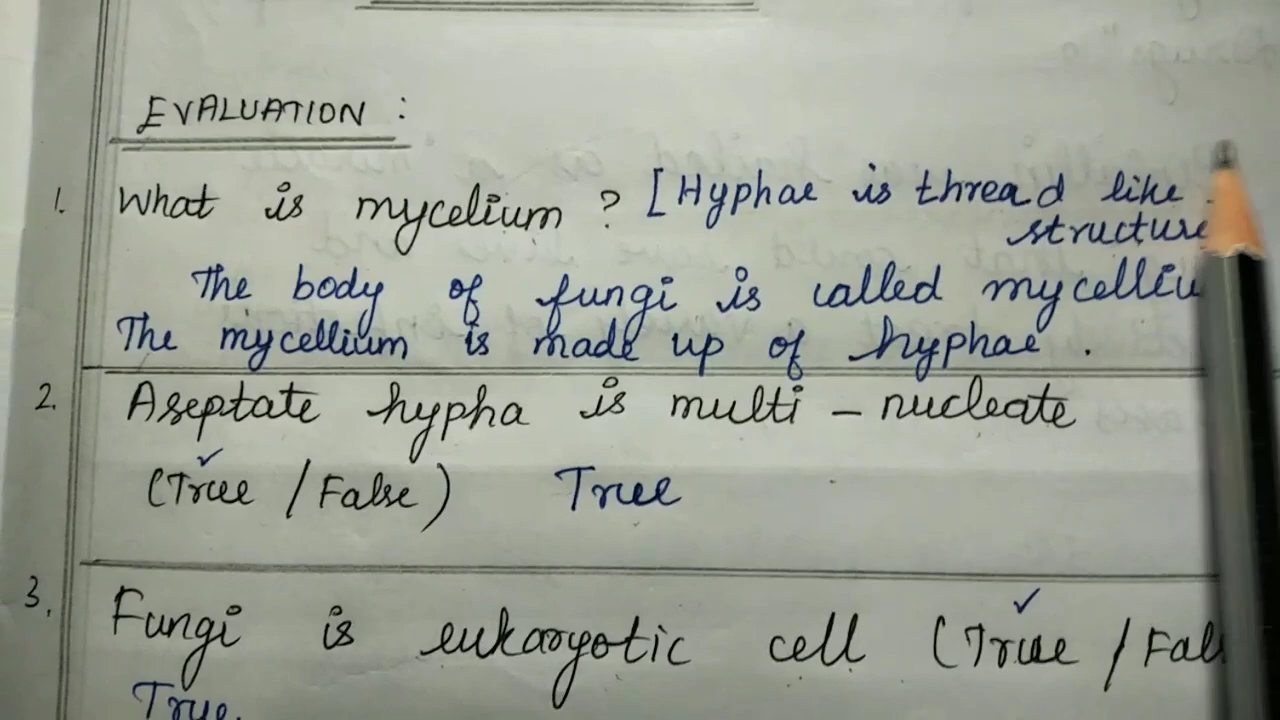 EVALUATION :
1. What is mycelium ? [Hyphae is thread like
structure
The body of fungi is called
The mycellium is made up of hyphae .
2. Aseptate hypha is multi - nucleate
(True / False) True
3. Fungi is eukaryotic cell (True /
True.